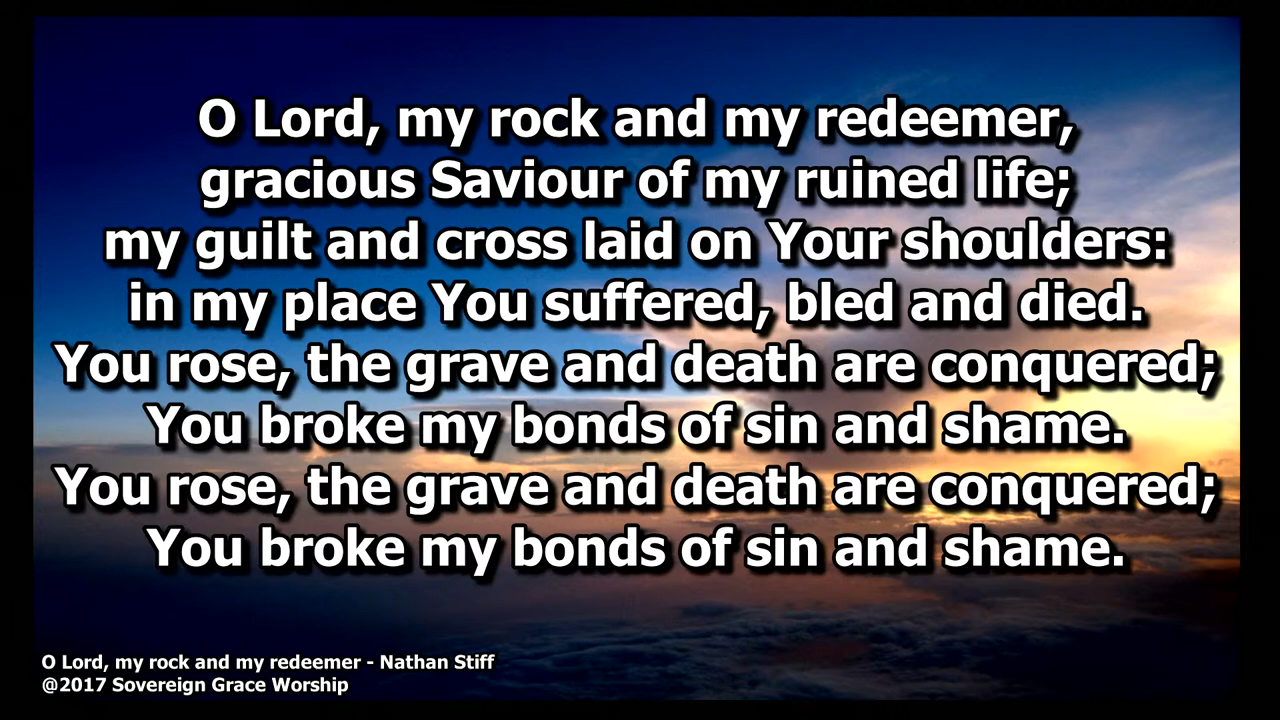 O Lord, my rock and my redeemer,
gracious Saviour of my ruined life;
my guilt and cross laid on Your shoulders:
in my place You suffered, bled and died.
You rose, the grave and death are conquered;
You broke my bonds of sin and shame.
You rose, the grave and death are conquered;
You broke my bonds of sin and shame.
O Lord, my rock and my redeemer - Nathan Stiff
@2017 Sovereign Grace Worship